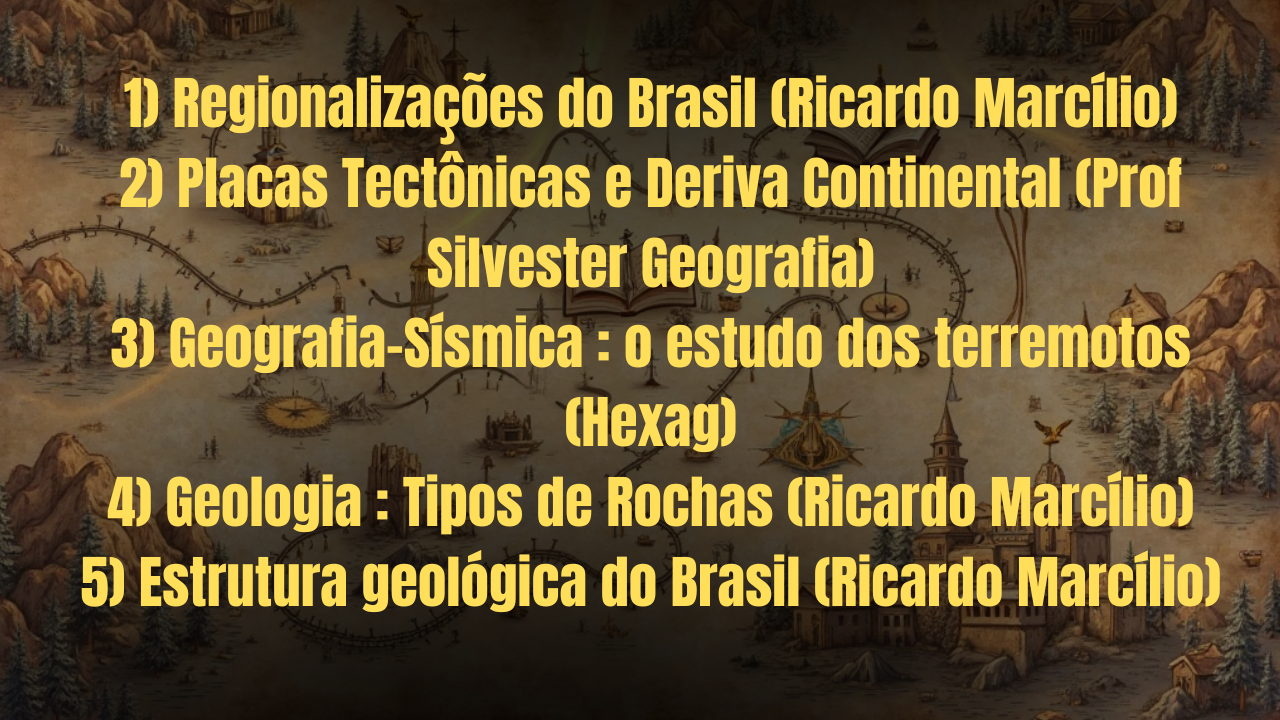 1) Regionalizações do Brasil (Ricardo Marcílio)
2) Placas Tectônicas e Deriva Continental (Prof
Silvester Geografia)
3) Geografia-Sísmica : o estudo dos terremotos
(Hexag)
4) Geologia : Tipos de Rochas (Ricardo Marcílio)
5) Estrutura geológica do Brasil (Ricardo Marcílio)